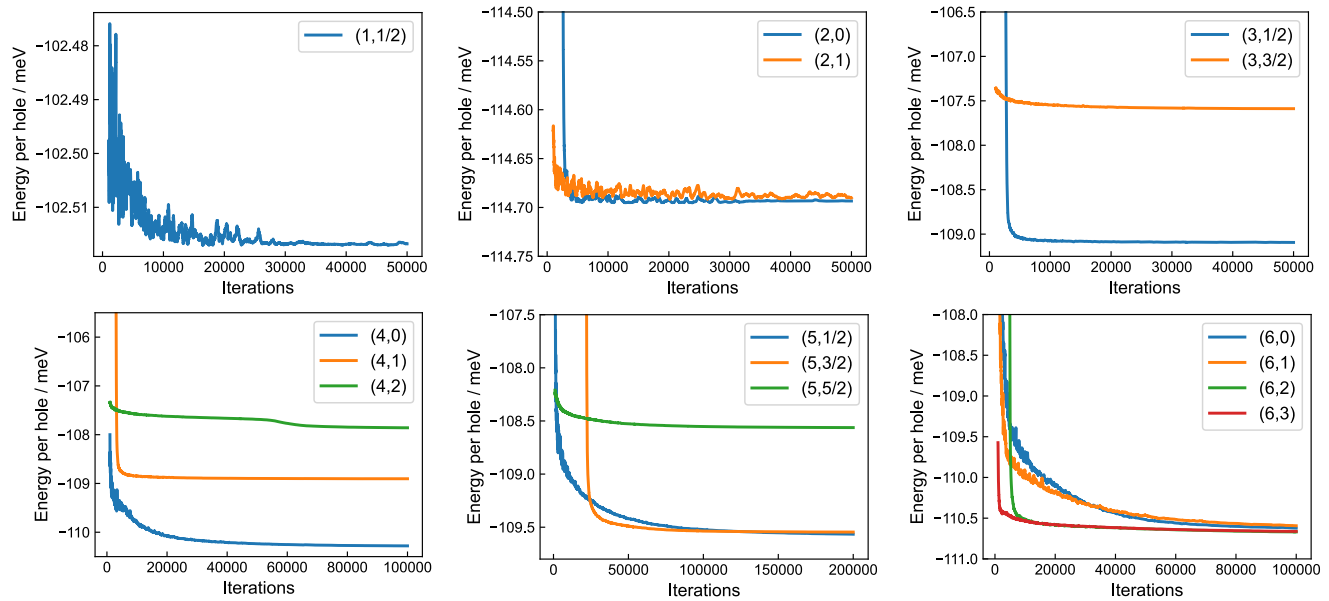 Energy per hole / meV
−102.48
−102.49
−102.50
−102.51
(1,1/2)
0 10000 20000 30000 40000 50000
Iterations
Energy per hole / meV
−114.50
−114.55
−114.60
−114.65
−114.70
−114.75
(2,0)
(2,1)
0 10000 20000 30000 40000 50000
Iterations
Energy per hole / meV
−106.5
−107.0
−107.5
−108.0
−108.5
−109.0
(3,1/2)
(3,3/2)
0 10000 20000 30000 40000 50000
Iterations
Energy per hole / meV
−106
−107
−108
−109
−110
(4,0)
(4,1)
(4,2)
0 20000 40000 60000 80000 100000
Iterations
Energy per hole / meV
−107.5
−108.0
−108.5
−109.0
−109.5
(5,1/2)
(5,3/2)
(5,5/2)
0 50000 100000 150000 200000
Iterations
Energy per hole / meV
−108.0
−108.5
−109.0
−109.5
−110.0
−110.5
−111.0
(6,0)
(6,1)
(6,2)
(6,3)
0 20000 40000 60000 80000 100000
Iterations